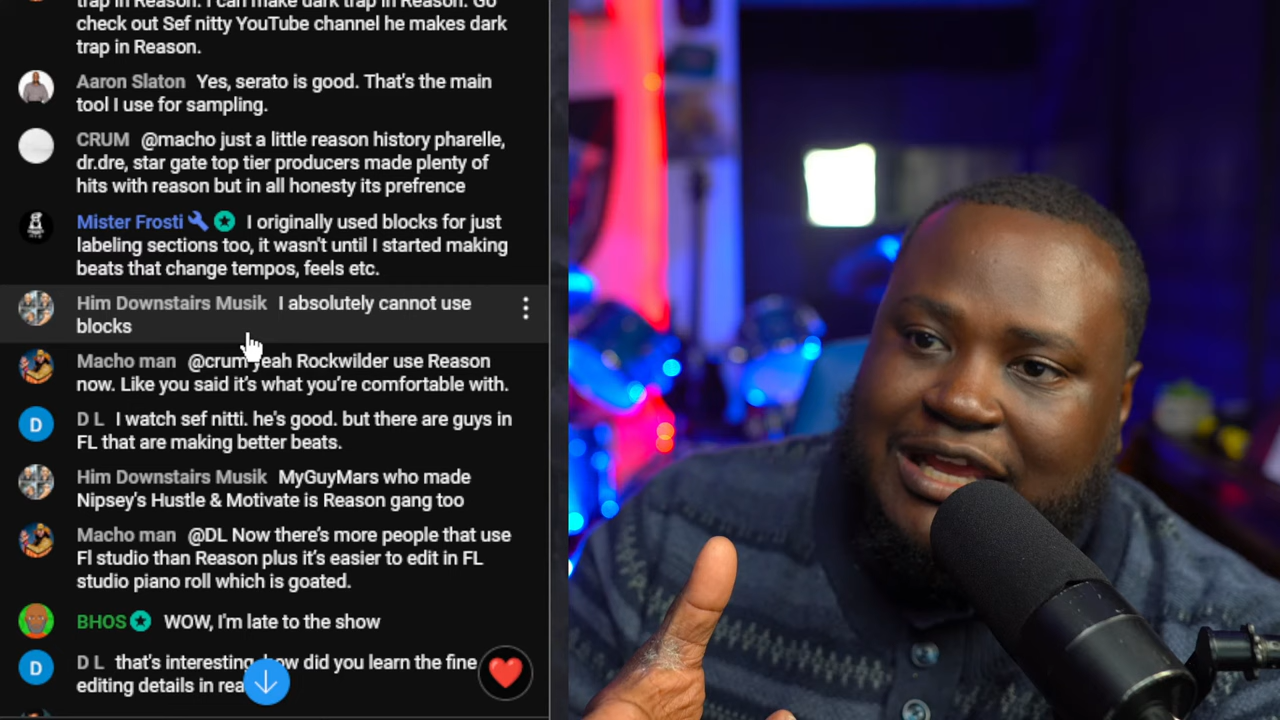 trap in Reason. I can make dark trap in Reason. Go
check out Sef nitty YouTube channel he makes dark
trap in Reason.
Aaron Slaton Yes, serato is good. That's the main
tool I use for sampling.
CRUM @macho just a little reason history pharelle,
dr.dre, star gate top tier producers made plenty of
hits with reason but in all honesty its prefrence
Mister Frosti I originally used blocks for just
labeling sections too, it wasn't until I started making
beats that change tempos, feels etc.
Him Downstairs Musik I absolutely cannot use
blocks
Macho man @crum yeah Rockwilder use Reason
now. Like you said it's what you're comfortable with.
D
D L I watch sef nitti. he's good. but there are guys in
FL that are making better beats.
Him Downstairs Musik MyGuyMars who made
Nipsey's Hustle & Motivate is Reason gang too
Macho man @DL Now there's more people that use
Fl studio than Reason plus it's easier to edit in FL
studio piano roll which is goated.
BHOS WOW, I'm late to the show
D
D L that's interesting, how did you learn the fine
editing details in